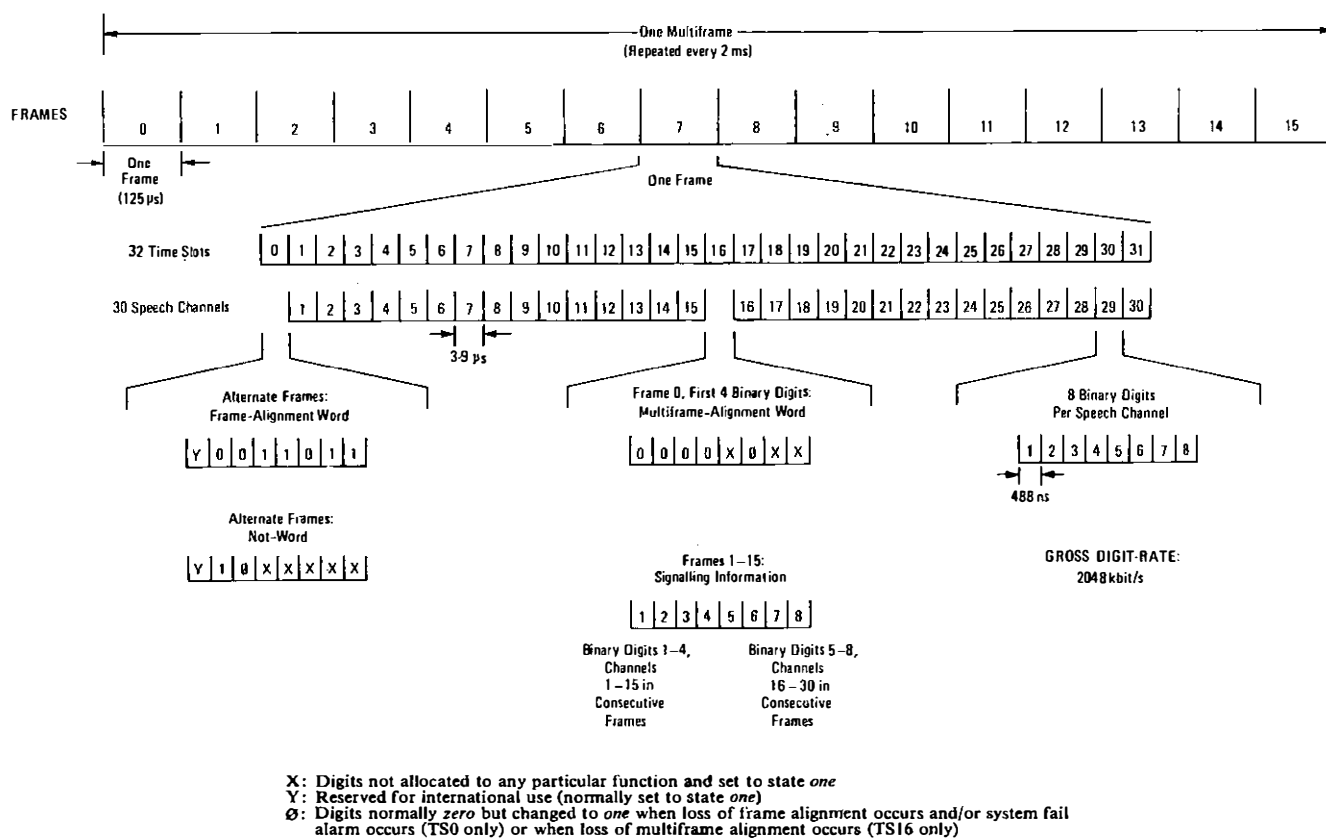 One Multiframe
(Repeated every 2 ms)
FRAMES
0 1 2 3 4 5 6 7 8 9 10 11 12 13 14 15
One
Frame
(125 µs)
One Frame
32 Time Slots
0 1 2 3 4 5 6 7 8 9 10 11 12 13 14 15 16 17 18 19 20 21 22 23 24 25 26 27 28 29 30 31
30 Speech Channels
1 2 3 4 5 6 7 8 9 10 11 12 13 14 15 16 17 18 19 20 21 22 23 24 25 26 27 28 29 30
3·9 µs
Alternate Frames:
Frame-Alignment Word
Y 0 0 1 1 0 1 1
Alternate Frames:
Not-Word
Y 1 Ø X X X X X
Frame 0, First 4 Binary Digits:
Multiframe-Alignment Word
0 0 0 0 X Ø X X
Frames 1–15:
Signalling Information
1 2 3 4 5 6 7 8
Binary Digits 1–4,
Channels
1–15 in
Consecutive
Frames
Binary Digits 5–8,
Channels
16–30 in
Consecutive
Frames
8 Binary Digits
Per Speech Channel
1 2 3 4 5 6 7 8
488 ns
GROSS DIGIT-RATE:
2048 kbit/s
X: Digits not allocated to any particular function and set to state one
Y: Reserved for international use (normally set to state one)
Ø: Digits normally zero but changed to one when loss of frame alignment occurs and/or system fail
alarm occurs (TS0 only) or when loss of multiframe alignment occurs (TS16 only)